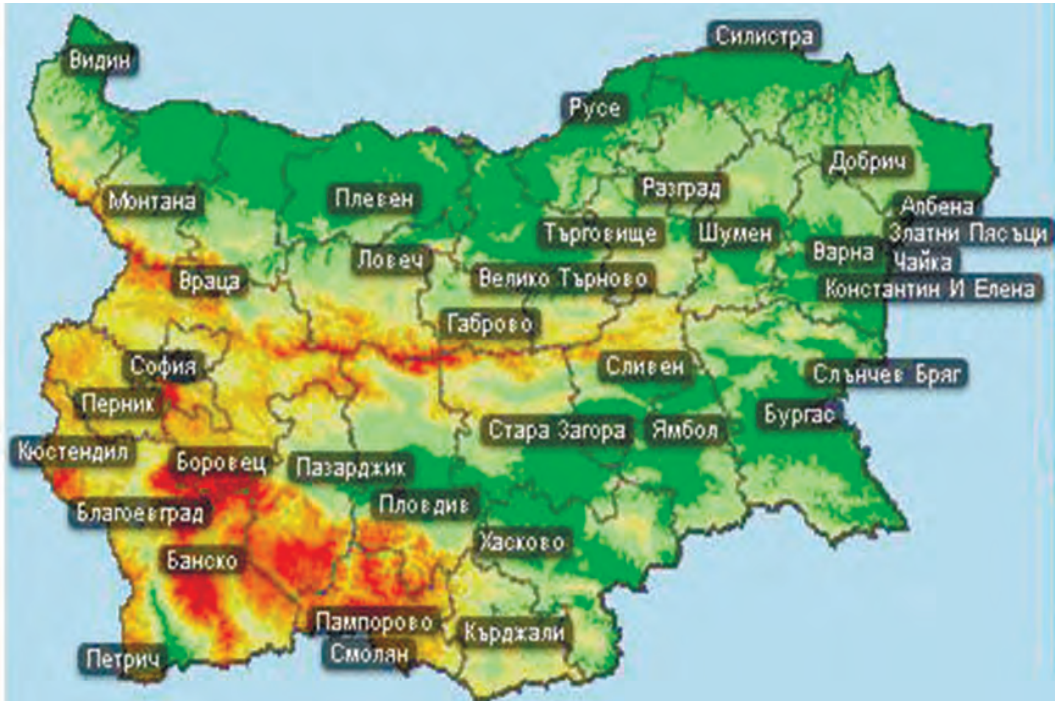 Силистра
Видин
Русе
Добрич
Разград
Монтана
Плевен
Албена
Търговище
Шумен
Златни Пясъци
Варна
Ловеч
Чайка
Враца
Велико Търново
Константин И Елена
Габрово
София
Сливен
Слънчев Бряг
Перник
Бургас
Стара Загора
Ямбол
Кюстендил
Боровец
Пазарджик
Пловдив
Благоевград
Хасково
Банско
Пампорово
Кърджали
Смолян
Петрич